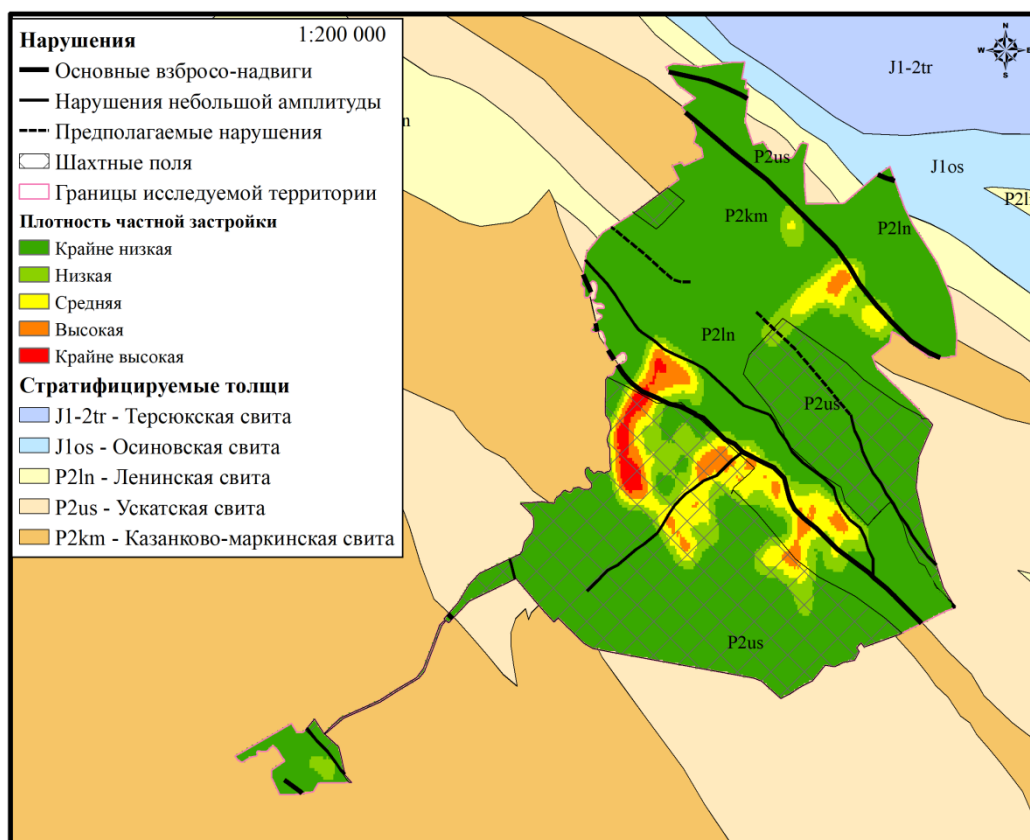 Нарушения
1:200 000
Основные взбросо-надвиги
Нарушения небольшой амплитуды
Предполагаемые нарушения
Шахтные поля
Границы исследуемой территории
Плотность частной застройки
Крайне низкая
Низкая
Средняя
Высокая
Крайне высокая
Стратифицируемые толщи
J1-2tr - Терсюкская свита
J1os - Осиновская свита
P2ln - Ленинская свита
P2us - Ускатская свита
P2km - Казанково-маркинская свита
N
W
E
S
J1-2tr
J1os
P2us
P2km
P2ln
P2ln
P2us
P2us